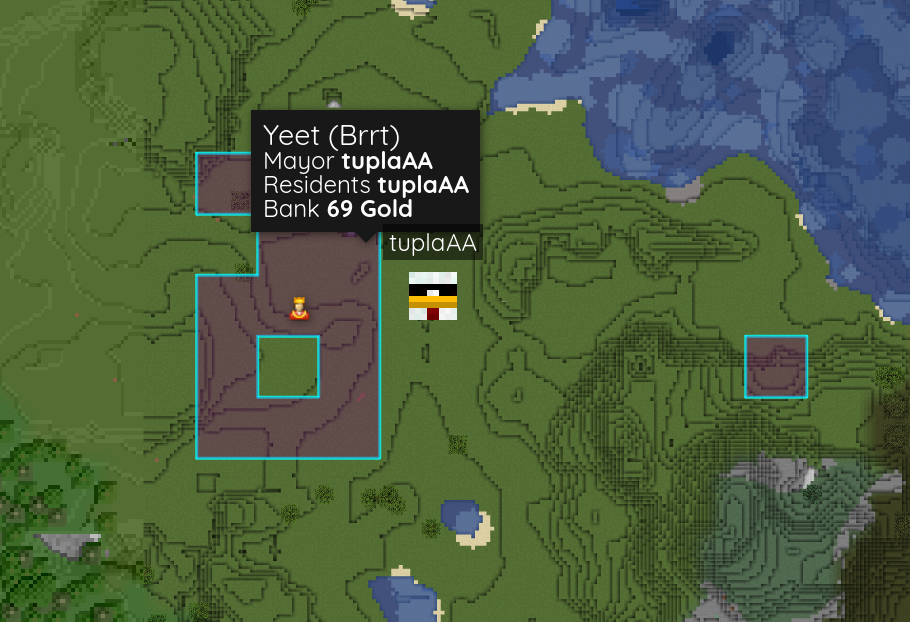 Yeet (Brrt)
Mayor tuplaAA
Residents tuplaAA
Bank 69 Gold
tuplaAA